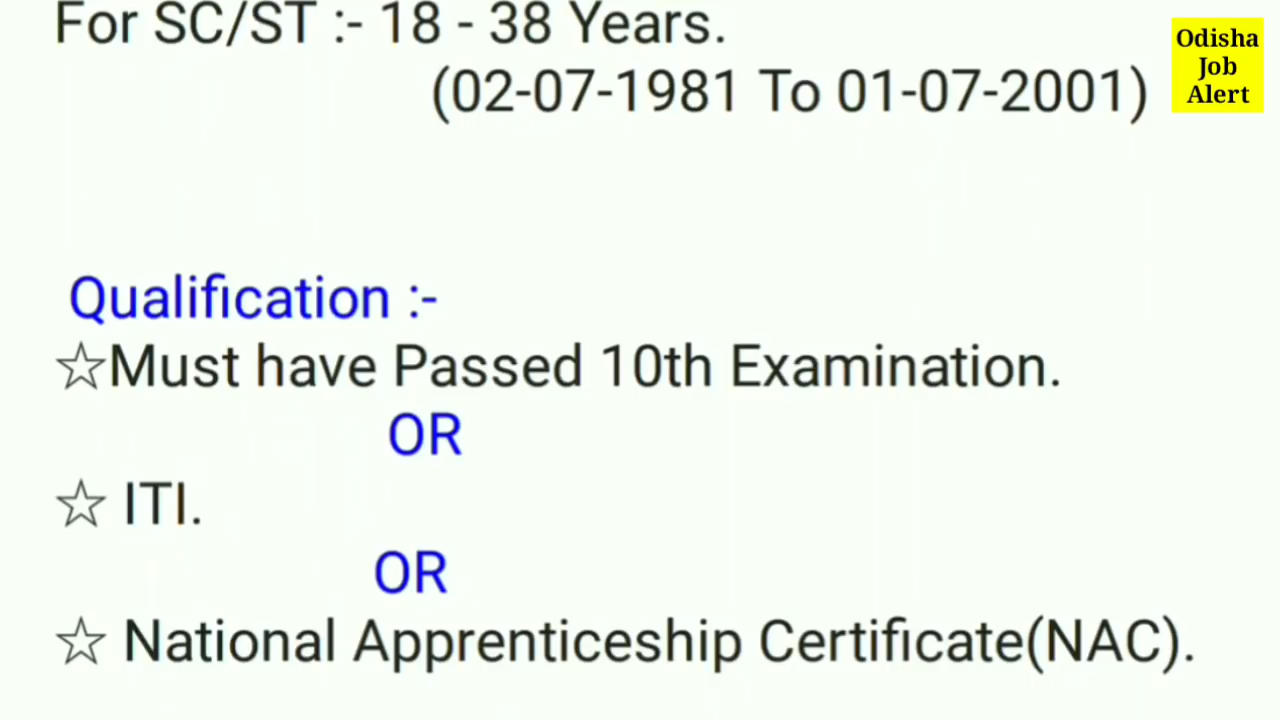 For SC/ST :- 18 - 38 Years.
(02-07-1981 To 01-07-2001)
Odisha
Job
Alert
Qualification :-
☆Must have Passed 10th Examination.
OR
☆ ITI.
OR
☆ National Apprenticeship Certificate(NAC).